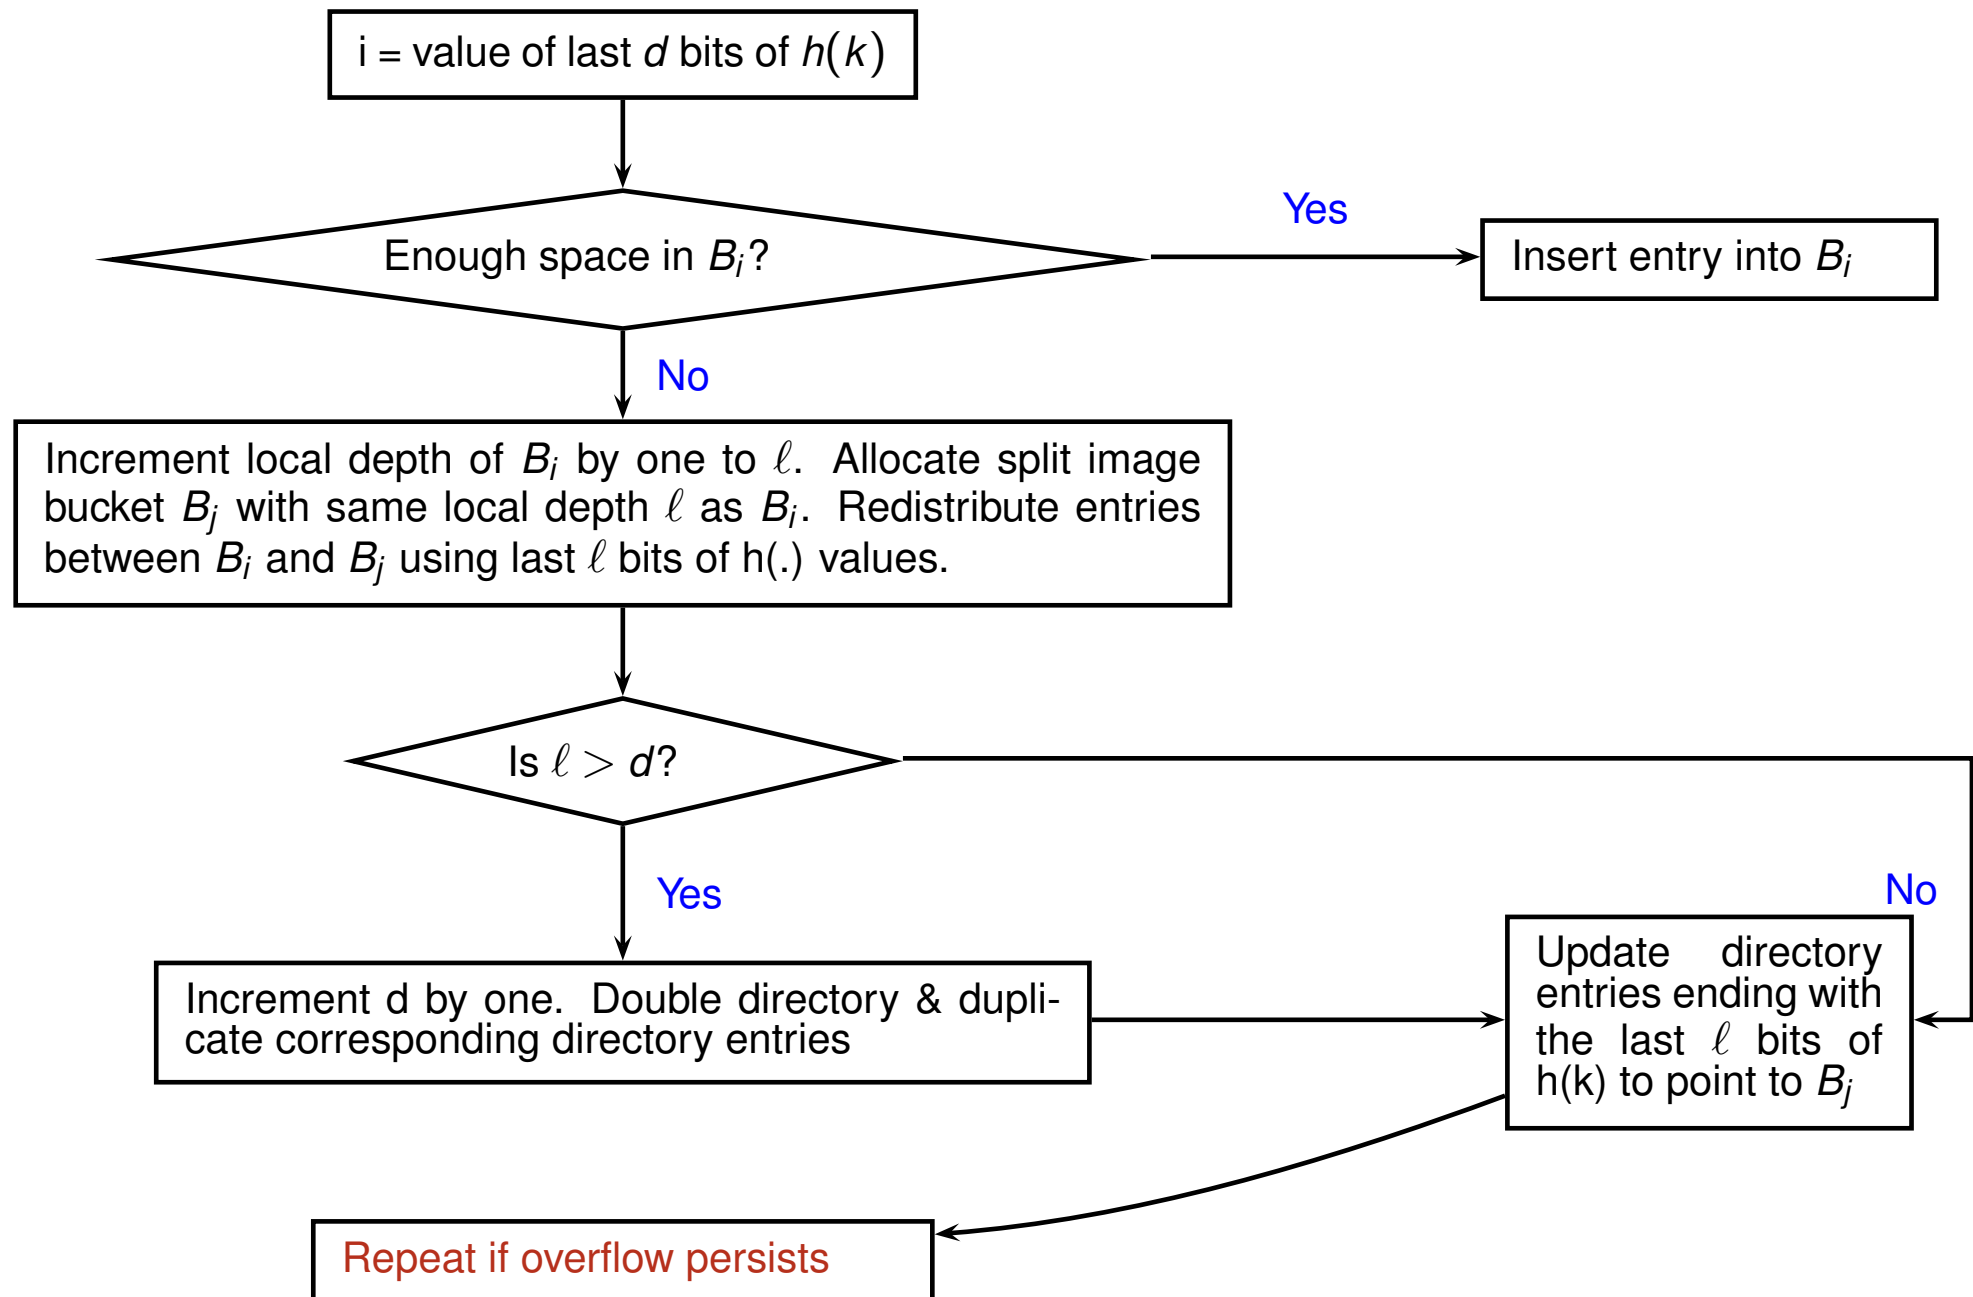 i = value of last d bits of h(k)
Enough space in Bᵢ?
Yes
Insert entry into Bᵢ
No
Increment local depth of Bᵢ by one to ℓ. Allocate split image
bucket Bⱼ with same local depth ℓ as Bᵢ. Redistribute entries
between Bᵢ and Bⱼ using last ℓ bits of h(.) values.
Is ℓ > d?
Yes
No
Increment d by one. Double directory & dupli-
cate corresponding directory entries
Update directory
entries ending with
the last ℓ bits of
h(k) to point to Bⱼ
Repeat if overflow persists